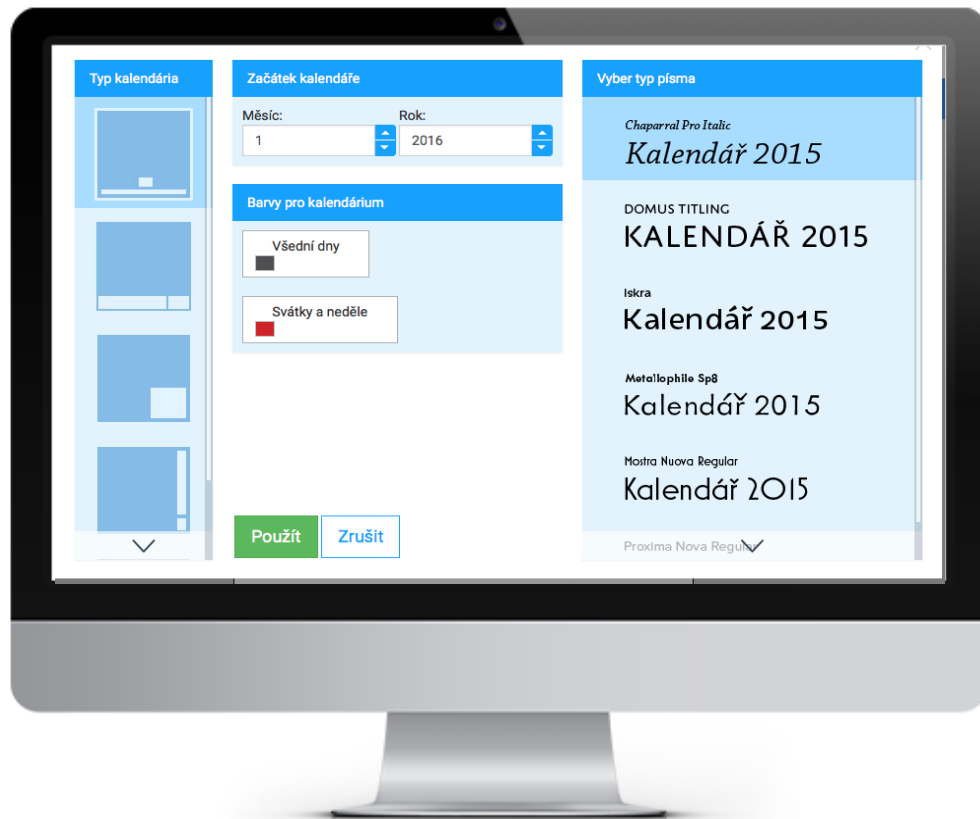 Typ kalendária
Začátek kalendáře
Měsíc:
Rok:
1
2016
Barvy pro kalendárium
Všední dny
Svátky a neděle
Použít
Zrušit
Vyber typ písma
Chaparral Pro Italic
Kalendář 2015
DOMUS TITLING
KALENDÁŘ 2015
Iskra
Kalendář 2015
Metallophile Sp8
Kalendář 2015
Mostra Nuova Regular
Kalendář 2015
Proxima Nova Regular